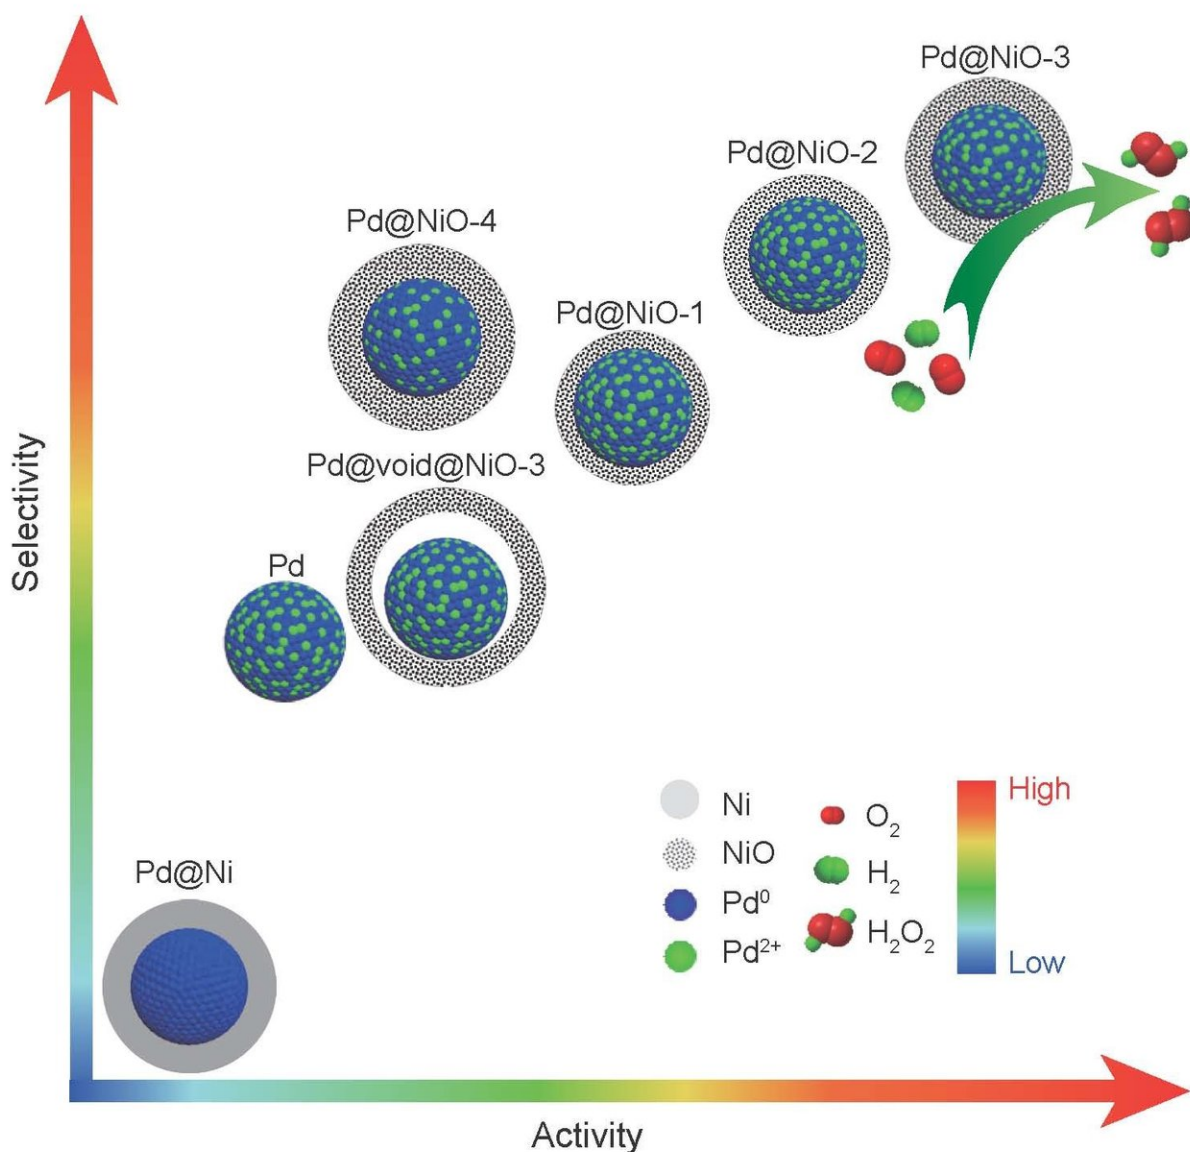 Pd@NiO-3
Pd@NiO-2
Pd@NiO-4
Pd@NiO-1
Pd@void@NiO-3
Pd
Selectivity
Ni
NiO
Pd⁰
Pd²⁺
O₂
H₂
H₂O₂
High
Low
Pd@Ni
Activity